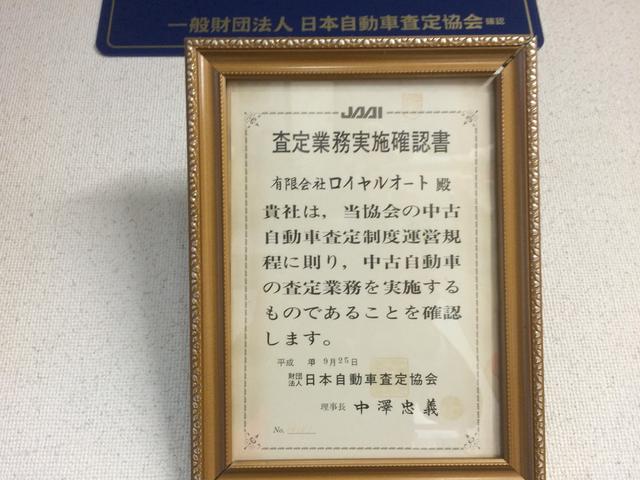 一般財団法人 日本自動車査定協会 確認
JAAI
査定業務実施確認書
有限会社ロイヤルオート 殿
貴社は，当協会の中古
自動車査定制度運営規
程に則り，中古自動車
の査定業務を実施する
ものであることを確認
します。
平成 年 9月25日
財団法人 日本自動車査定協会
理事長 中澤忠義
No.